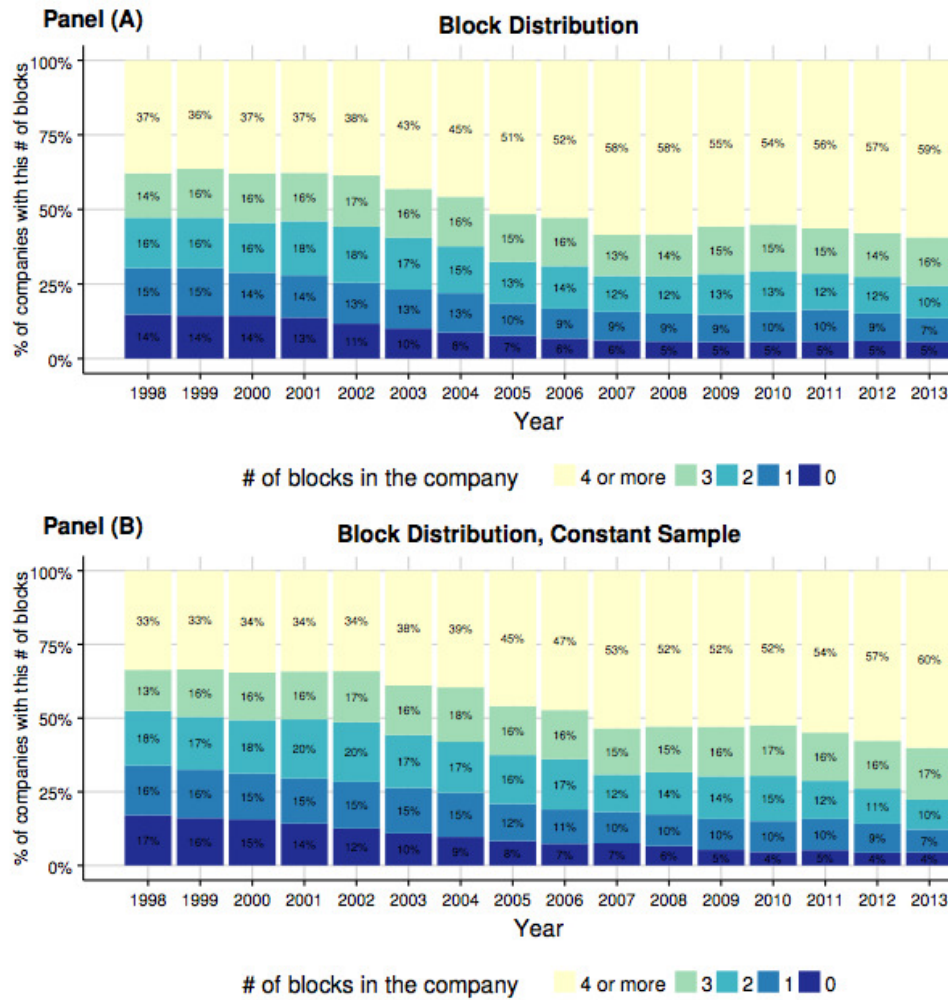 Panel (A)
Block Distribution
% of companies with this # of blocks
100%
75%
50%
25%
0%
37% 36% 37% 37% 38% 43% 45% 51% 52% 58% 58% 55% 54% 56% 57% 59%
14% 16% 16% 16% 17% 16% 16% 15% 16% 13% 14% 15% 15% 15% 14% 16%
16% 16% 16% 18% 18% 17% 15% 13% 14% 12% 12% 13% 13% 12% 12% 10%
15% 15% 14% 14% 13% 13% 13% 10% 9% 9% 9% 9% 10% 10% 9% 7%
14% 14% 14% 13% 11% 10% 8% 7% 6% 6% 5% 5% 5% 5% 5% 5%
1998 1999 2000 2001 2002 2003 2004 2005 2006 2007 2008 2009 2010 2011 2012 2013
Year
# of blocks in the company 4 or more 3 2 1 0
Panel (B)
Block Distribution, Constant Sample
% of companies with this # of blocks
100%
75%
50%
25%
0%
33% 33% 34% 34% 34% 38% 39% 45% 47% 53% 52% 52% 52% 54% 57% 60%
13% 16% 16% 16% 17% 16% 18% 16% 16% 15% 15% 16% 17% 16% 16% 17%
18% 17% 18% 20% 20% 17% 17% 16% 17% 12% 14% 14% 15% 12% 11% 10%
16% 16% 15% 15% 15% 15% 15% 12% 11% 10% 10% 10% 10% 10% 9% 7%
17% 16% 15% 14% 12% 10% 9% 8% 7% 7% 6% 5% 4% 5% 4% 4%
1998 1999 2000 2001 2002 2003 2004 2005 2006 2007 2008 2009 2010 2011 2012 2013
Year
# of blocks in the company 4 or more 3 2 1 0